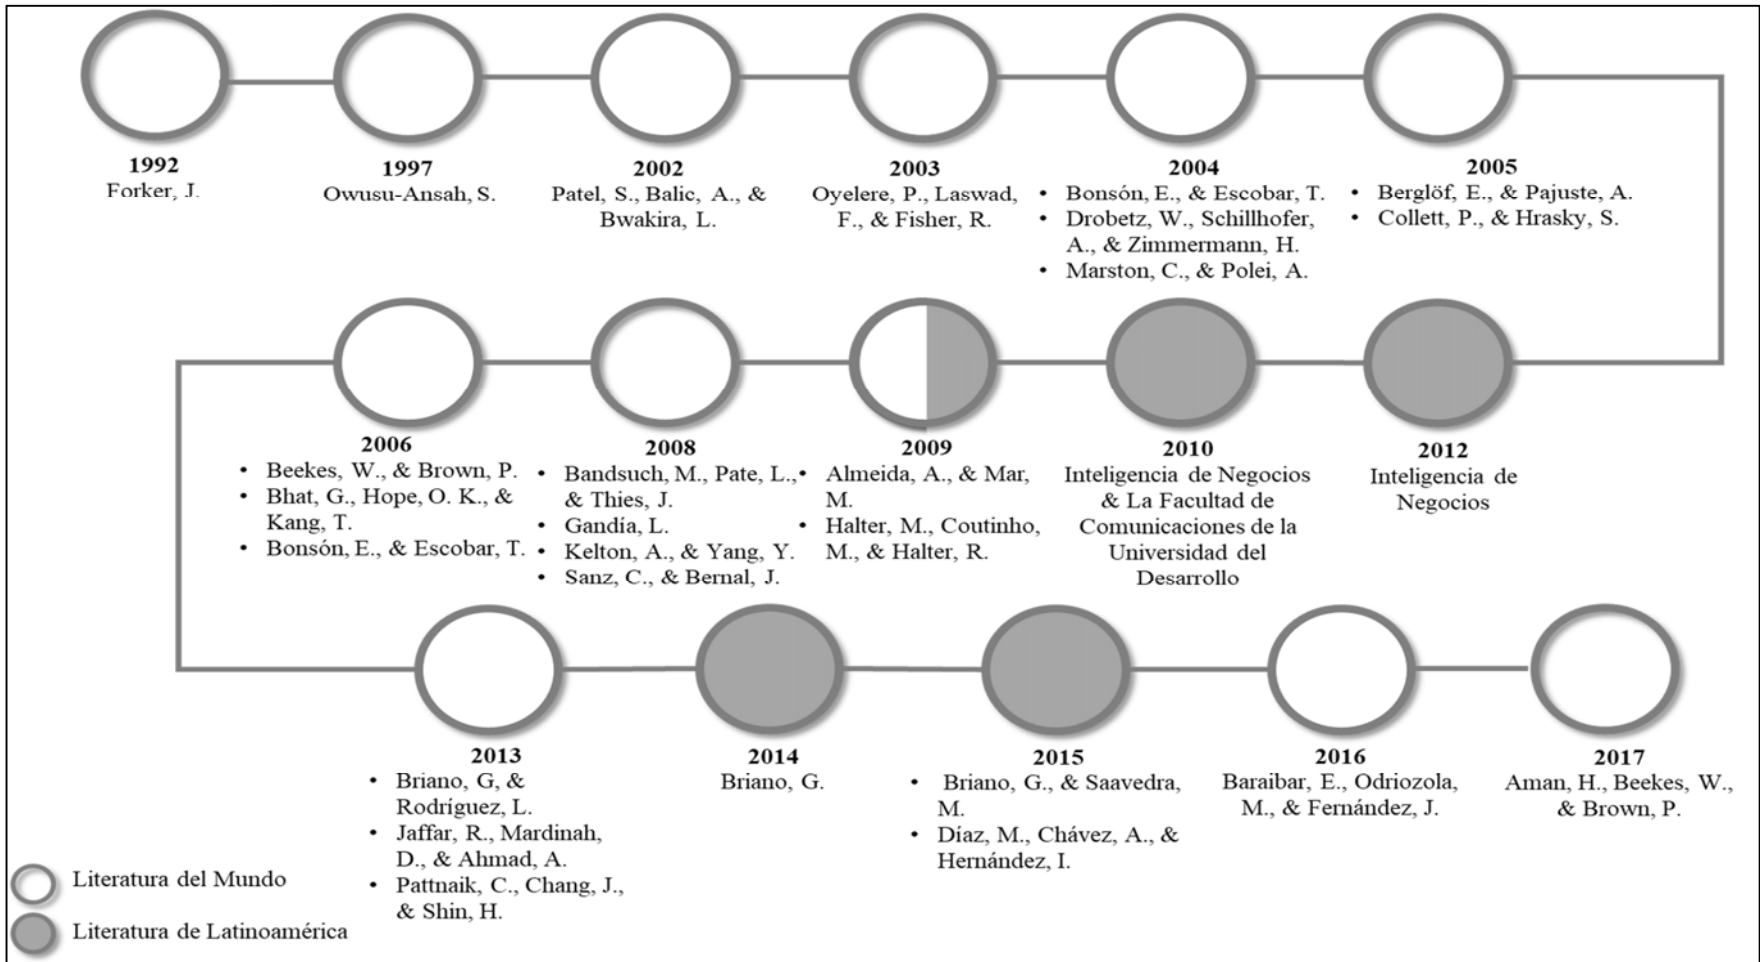 1992
Forker, J.
1997
Owusu-Ansah, S.
2002
Patel, S., Balic, A., &
Bwakira, L.
2003
Oyelere, P., Laswad,
F., & Fisher, R.
2004
• Bonsón, E., & Escobar, T.
• Drobetz, W., Schillhofer,
A., & Zimmermann, H.
• Marston, C., & Polei, A.
2005
• Berglöf, E., & Pajuste, A.
• Collett, P., & Hrasky, S.
2006
• Beekes, W., & Brown, P.
• Bhat, G., Hope, O. K., &
Kang, T.
• Bonsón, E., & Escobar, T.
2008
• Bandsuch, M., Pate, L.,
& Thies, J.
• Gandía, L.
• Kelton, A., & Yang, Y.
• Sanz, C., & Bernal, J.
2009
• Almeida, A., & Mar,
M.
• Halter, M., Coutinho,
M., & Halter, R.
2010
Inteligencia de Negocios
& La Facultad de
Comunicaciones de la
Universidad del
Desarrollo
2012
Inteligencia de
Negocios
2013
• Briano, G, &
Rodríguez, L.
• Jaffar, R., Mardinah,
D., & Ahmad, A.
• Pattnaik, C., Chang, J.,
& Shin, H.
2014
Briano, G.
2015
• Briano, G., & Saavedra,
M.
• Díaz, M., Chávez, A., &
Hernández, I.
2016
Baraibar, E., Odriozola,
M., & Fernández, J.
2017
Aman, H., Beekes, W.,
& Brown, P.
Literatura del Mundo
Literatura de Latinoamérica